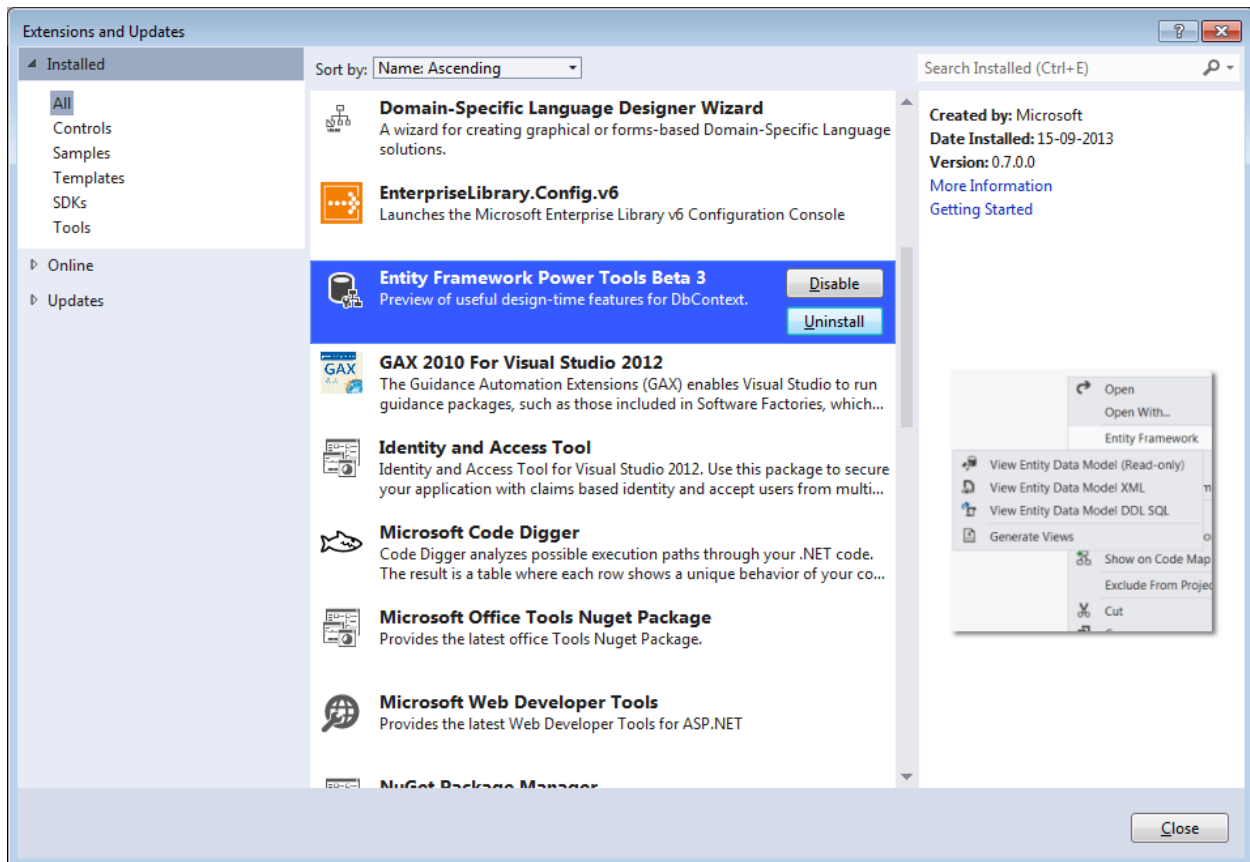 Extensions and Updates
Installed
All
Controls
Samples
Templates
SDKs
Tools
Online
Updates
Sort by: Name: Ascending
Domain-Specific Language Designer Wizard
A wizard for creating graphical or forms-based Domain-Specific Language
solutions.
EnterpriseLibrary.Config.v6
Launches the Microsoft Enterprise Library v6 Configuration Console
Entity Framework Power Tools Beta 3
Preview of useful design-time features for DbContext.
Disable
Uninstall
GAX
GAX 2010 For Visual Studio 2012
The Guidance Automation Extensions (GAX) enables Visual Studio to run
guidance packages, such as those included in Software Factories, which...
Identity and Access Tool
Identity and Access Tool for Visual Studio 2012. Use this package to secure
your application with claims based identity and accept users from multi...
Microsoft Code Digger
Code Digger analyzes possible execution paths through your .NET code.
The result is a table where each row shows a unique behavior of your co...
Microsoft Office Tools Nuget Package
Provides the latest office Tools Nuget Package.
Microsoft Web Developer Tools
Provides the latest Web Developer Tools for ASP.NET
NuGet Package Manager
Search Installed (Ctrl+E)
Created by: Microsoft
Date Installed: 15-09-2013
Version: 0.7.0.0
More Information
Getting Started
Open
Open With...
Entity Framework
View Entity Data Model (Read-only)
View Entity Data Model XML
View Entity Data Model DDL SQL
Generate Views
Show on Code Map
Exclude From Projec
Cut
Close